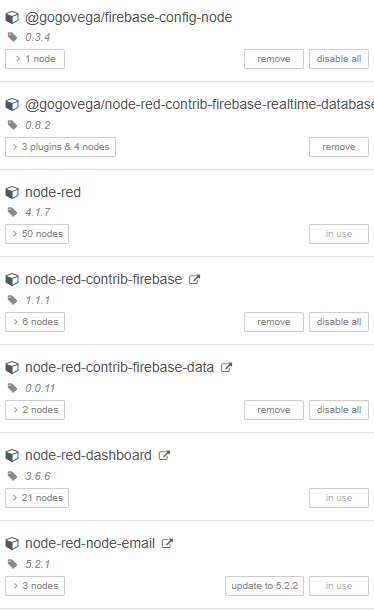 @gogovega/firebase-config-node
0.3.4
> 1 node remove disable all
@gogovega/node-red-contrib-firebase-realtime-database
0.8.2
> 3 plugins & 4 nodes remove
node-red
4.1.7
> 50 nodes in use
node-red-contrib-firebase
1.1.1
> 6 nodes remove disable all
node-red-contrib-firebase-data
0.0.11
> 2 nodes remove disable all
node-red-dashboard
3.6.6
> 21 nodes in use
node-red-node-email
5.2.1
> 3 nodes update to 5.2.2 in use